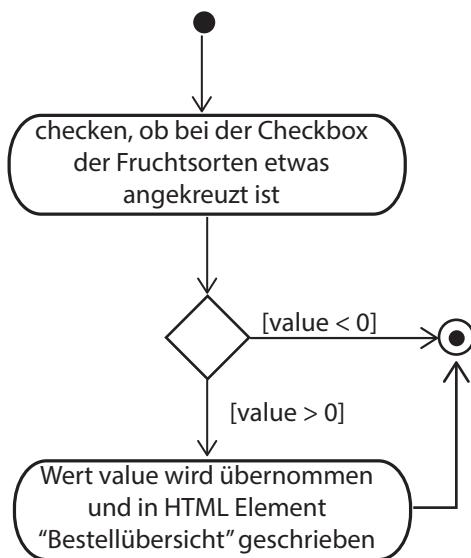 checken, ob bei der Checkbox
der Fruchtsorten etwas
angekreuzt ist
[value < 0]
[value > 0]
Wert value wird übernommen
und in HTML Element
“Bestellübersicht” geschrieben